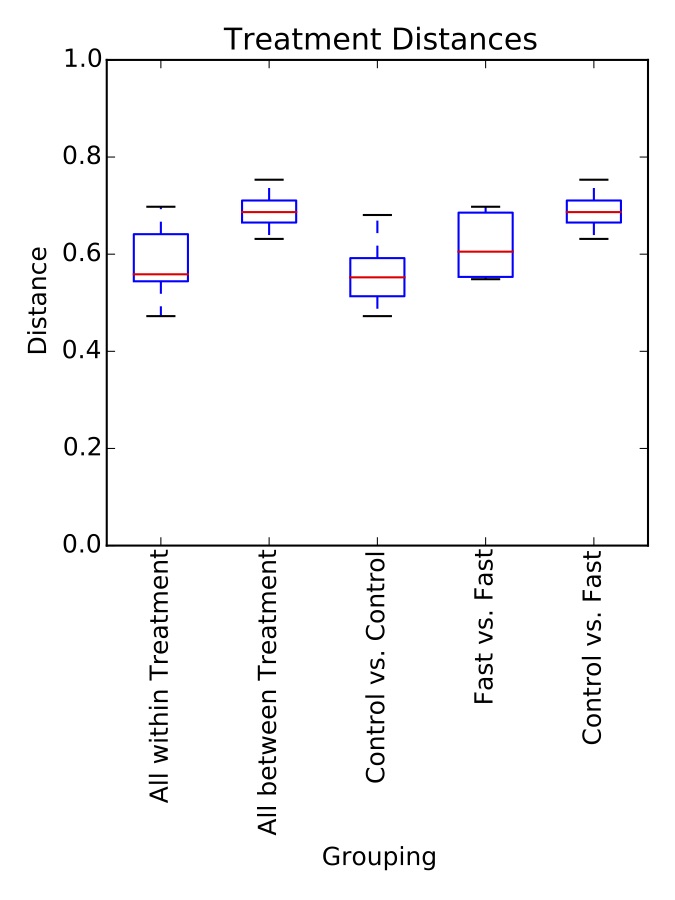 Treatment Distances
1.0
0.8
0.6
0.4
0.2
0.0
Distance
All within Treatment
All between Treatment
Control vs. Control
Fast vs. Fast
Control vs. Fast
Grouping